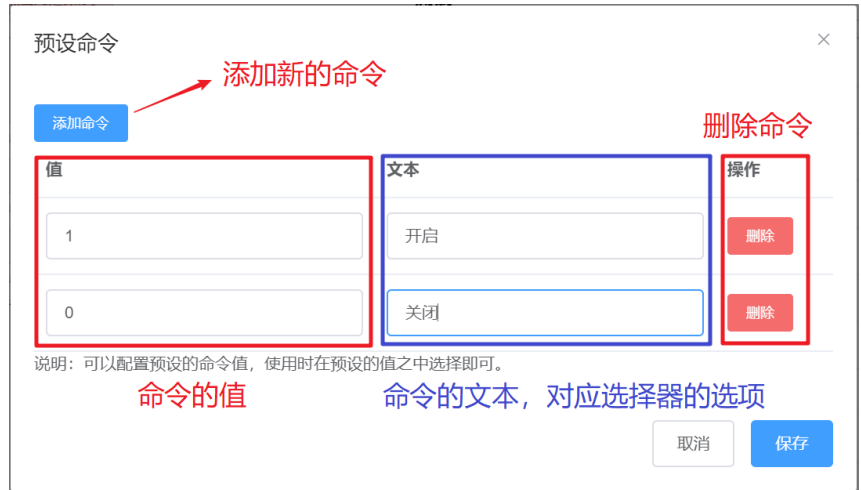 预设命令
添加新的命令
添加命令
删除命令
值 文本 操作
1 开启 删除
0 关闭 删除
说明：可以配置预设的命令值，使用时在预设的值之中选择即可。
命令的值 命令的文本，对应选择器的选项
取消 保存